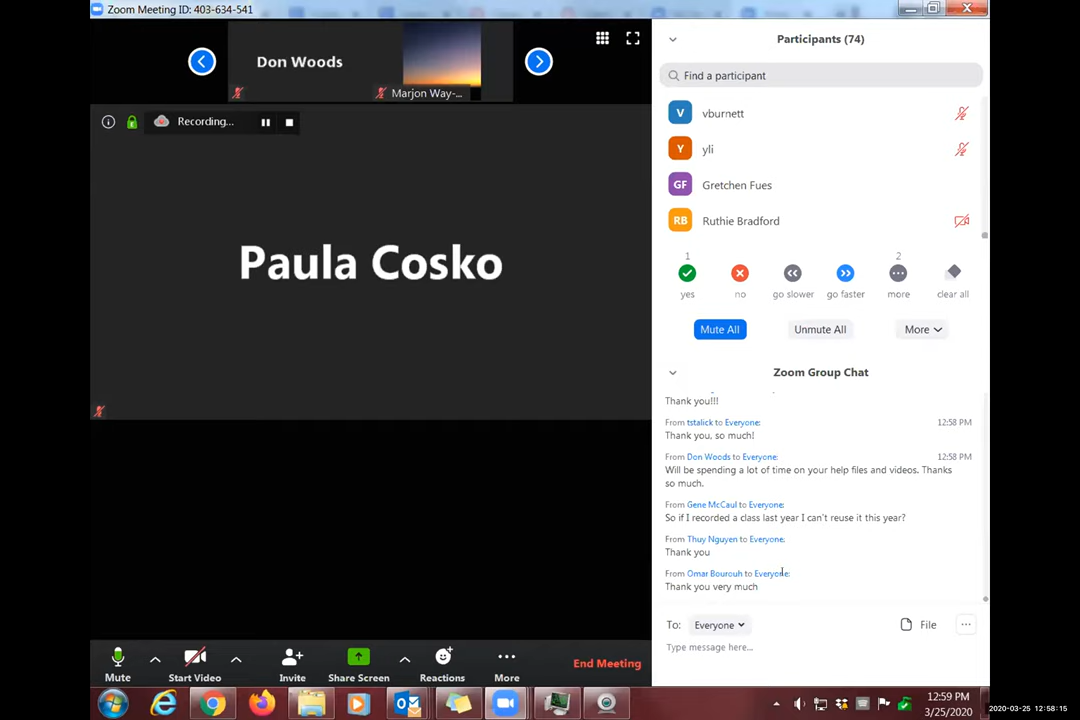 Zoom Meeting ID: 403-634-541
Don Woods
Marjon Way-...
Recording...
Paula Cosko
Mute
Start Video
Invite
Share Screen
Reactions
More
End Meeting
Participants (74)
Find a participant
V vburnett
Y yli
GF Gretchen Fues
RB Ruthie Bradford
1 2
yes no go slower go faster more clear all
Mute All Unmute All More
Zoom Group Chat
Thank you!!!
From tstalick to Everyone: 12:58 PM
Thank you, so much!
From Don Woods to Everyone: 12:58 PM
Will be spending a lot of time on your help files and videos. Thanks
so much.
From Gene McCaul to Everyone:
So if I recorded a class last year I can't reuse it this year?
From Thuy Nguyen to Everyone:
Thank you
From Omar Bourouh to Everyone:
Thank you very much
To: Everyone File
Type message here...
12:59 PM
3/25/2020
2020-03-25 12:58:15